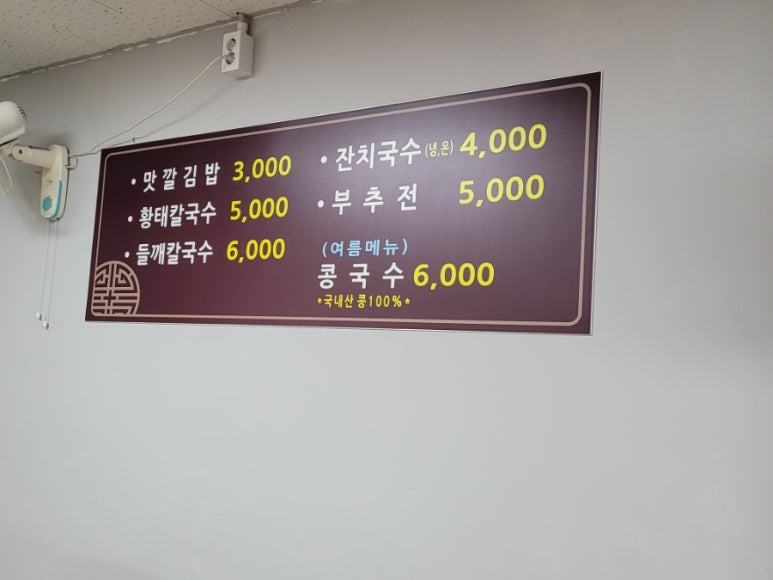 • 맛깔김밥 3,000
• 황태칼국수 5,000
• 들깨칼국수 6,000
• 잔치국수(냉,온) 4,000
• 부추전 5,000
(여름메뉴)
콩국수 6,000
*국내산콩100%*